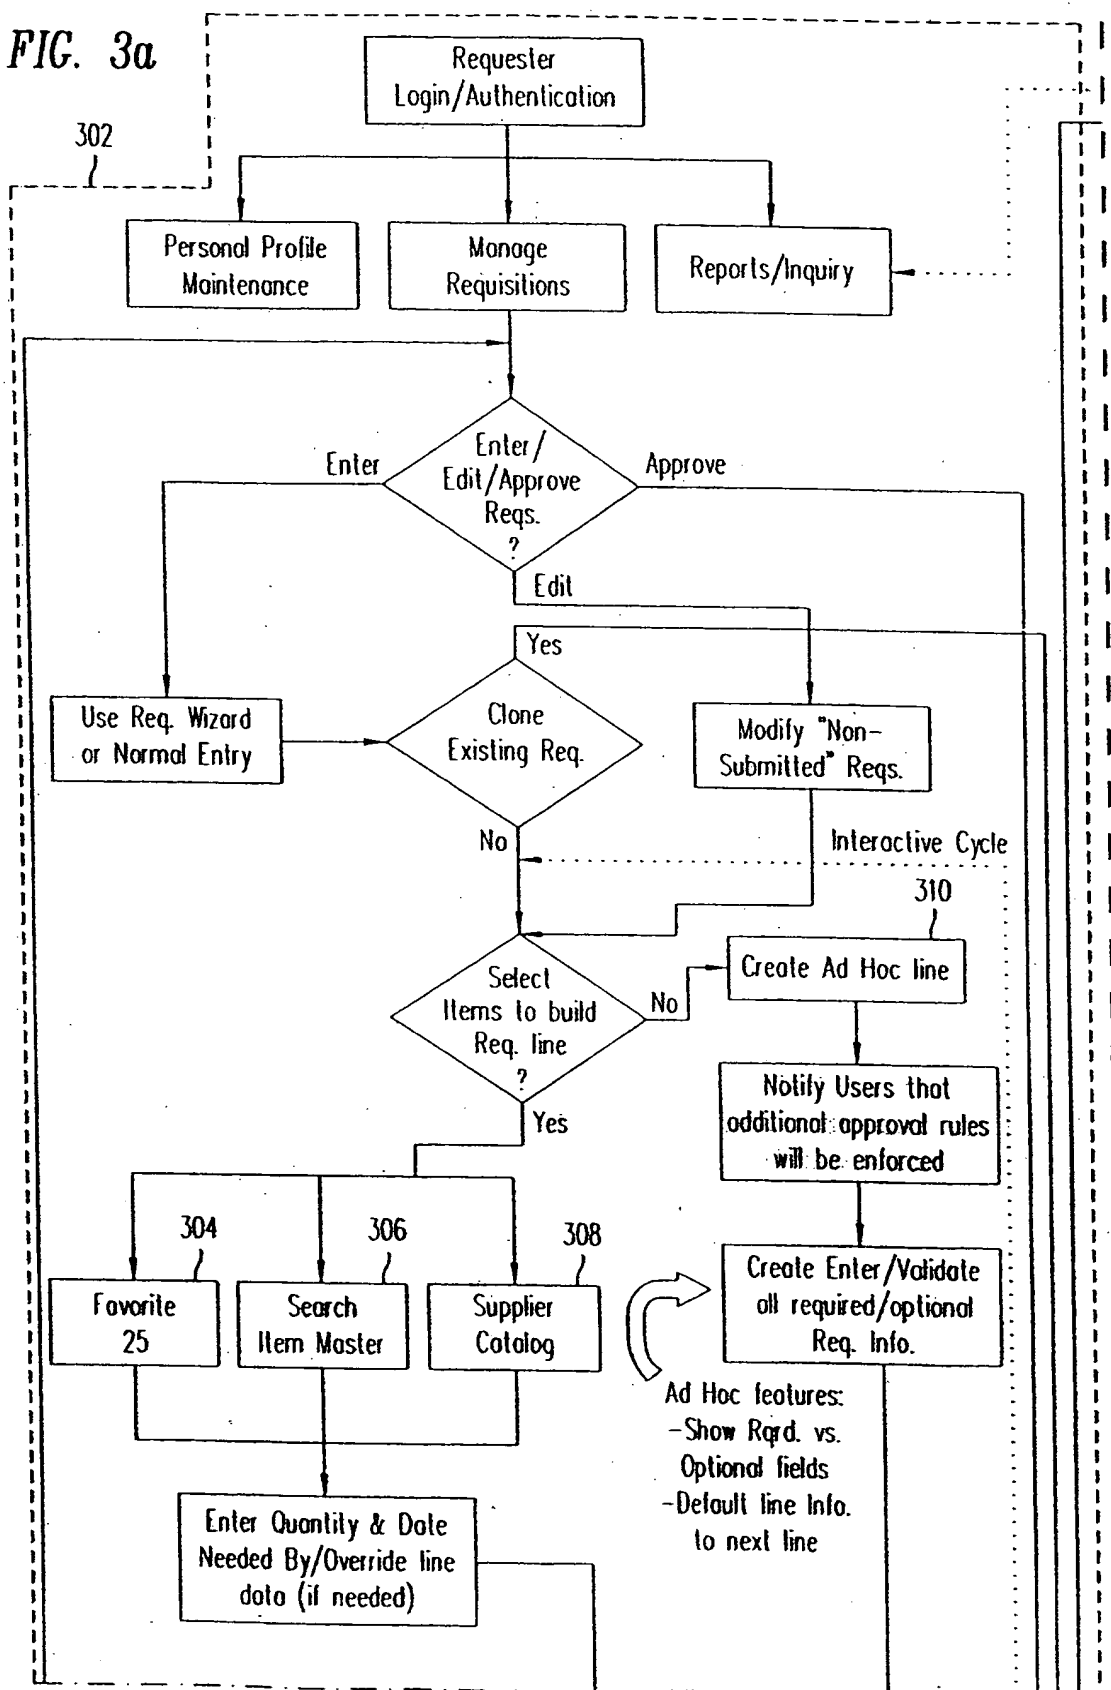 FIG. 3a
302
Requester
Login/Authentication
Personal Profile
Maintenance
Manage
Requisitions
Reports/Inquiry
Enter/
Edit/Approve
Reqs.
?
Enter
Approve
Edit
Yes
Use Req. Wizard
or Normal Entry
Clone
Existing Req.
Modify "Non-
Submitted" Reqs.
No
Interactive Cycle
310
Select
Items to build
Req. line
?
No
Create Ad Hoc line
Yes
Notify Users that
additional approval rules
will be enforced
304
306
308
Favorite
25
Search
Item Master
Supplier
Catalog
Create Enter/Validate
all required/optional
Req. Info.
Ad Hoc features:
-Show Rqrd. vs.
Optional fields
-Default line Info.
to next line
Enter Quantity & Date
Needed By/Override line
data (if needed)